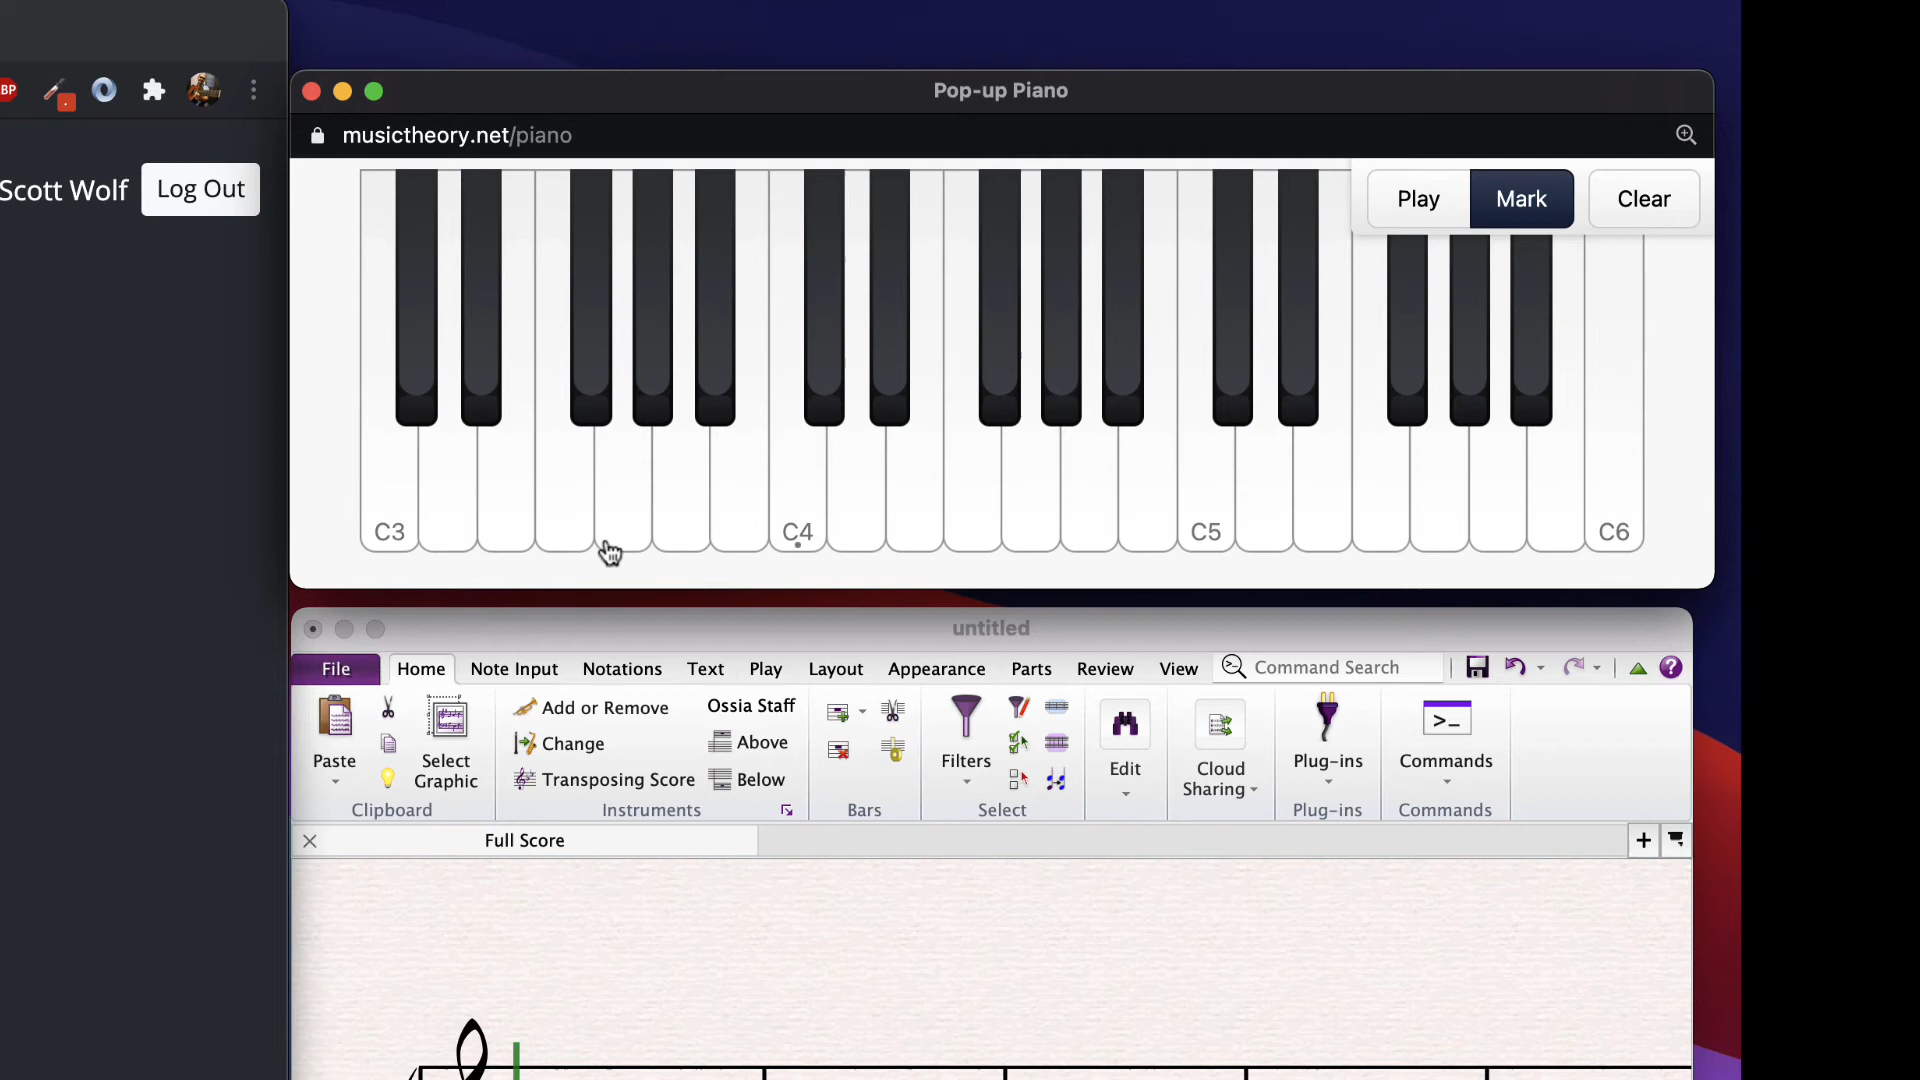 BP
Scott Wolf
Log Out
Pop-up Piano
musictheory.net/piano
Play
Mark
Clear
C3
C4
C5
C6
untitled
File
Home
Note Input
Notations
Text
Play
Layout
Appearance
Parts
Review
View
Command Search
Paste
Select
Graphic
Clipboard
Add or Remove
Change
Transposing Score
Ossia Staff
Above
Below
Instruments
Bars
Filters
Select
Edit
Cloud
Sharing
Plug-ins
Plug-ins
Commands
Commands
Full Score